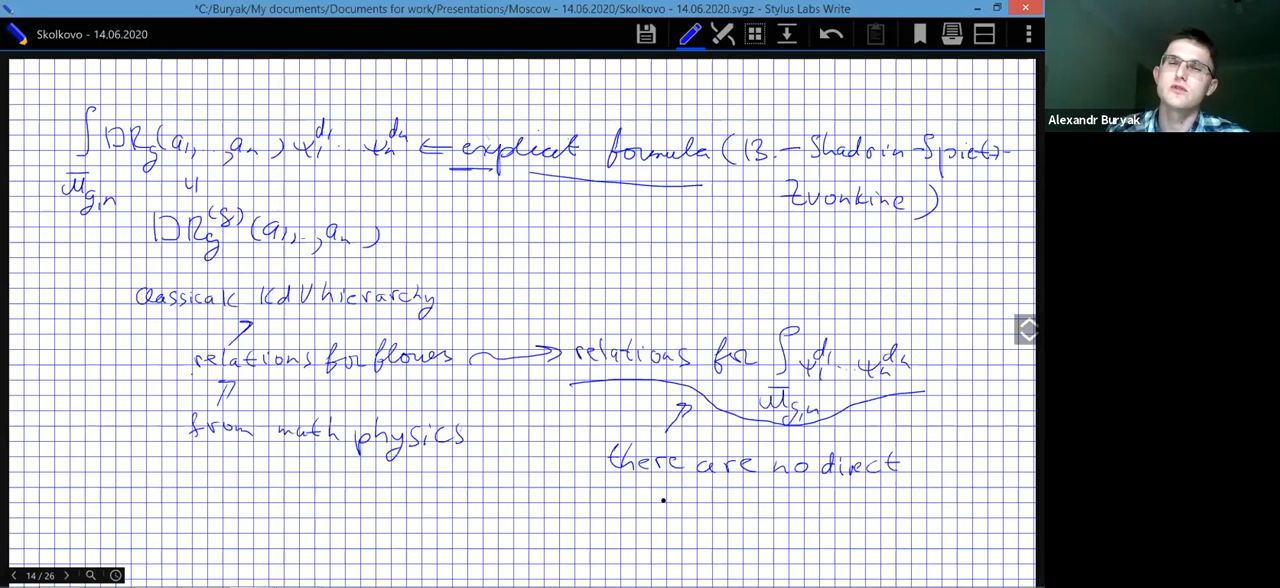 *C:/Buryak/My documents/Documents for work/Presentations/Moscow - 14.06.2020/Skolkovo - 14.06.2020.svgz - Stylus Labs Write
Skolkovo - 14.06.2020
Alexandr Buryak
∫_{M̅_{g,n}} DR_g(a_1,..,a_n) ψ_1^{d_1}...ψ_n^{d_n} ← explicit formula (B.-Shadrin-Spietz-
Zvonkine)
DR_g^{(g)}(a_1,..,a_n)
classical KdV hierarchy
relations for flows → relations for ∫_{M̅_{g,n}} ψ_1^{d_1}...ψ_n^{d_n}
from math physics
there are no direct
14 / 26